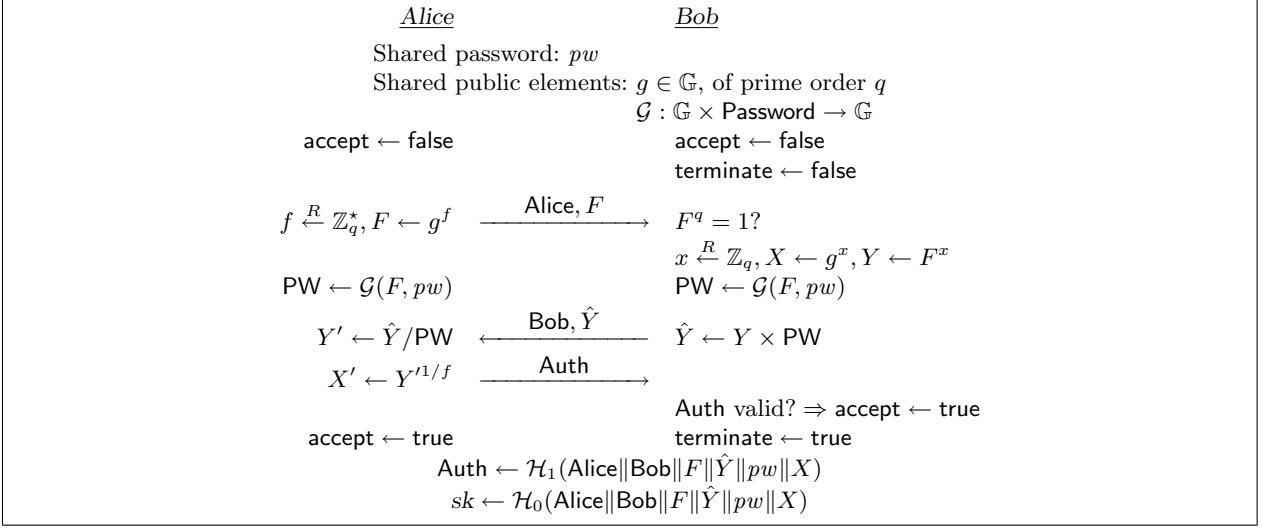 Alice Bob
Shared password: pw
Shared public elements: g ∈ 𝔾, of prime order q
𝒢 : 𝔾 × Password → 𝔾
accept ← false accept ← false
terminate ← false
f ←ᴿ ℤ_q^⋆, F ← g^f Alice, F F^q = 1?
x ←ᴿ ℤ_q, X ← g^x, Y ← F^x
PW ← 𝒢(F, pw) PW ← 𝒢(F, pw)
Y′ ← Ŷ/PW Bob, Ŷ Ŷ ← Y × PW
X′ ← Y′^{1/f} Auth
Auth valid? ⇒ accept ← true
accept ← true terminate ← true
Auth ← ℋ₁(Alice‖Bob‖F‖Ŷ‖pw‖X)
sk ← ℋ₀(Alice‖Bob‖F‖Ŷ‖pw‖X)